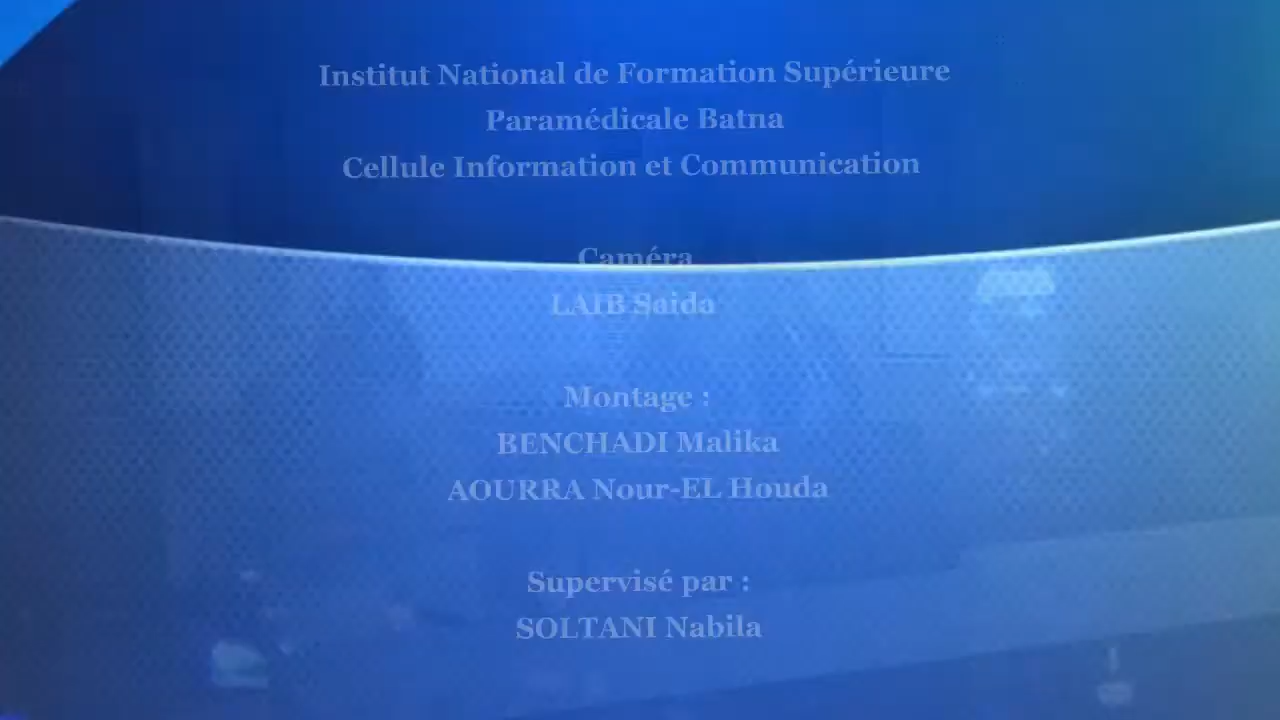 Institut National de Formation Supérieure
Paramédicale Batna
Cellule Information et Communication
Caméra
LAIB Saida
Montage :
BENCHADI Malika
AOURRA Nour-EL Houda
Supervisé par :
SOLTANI Nabila